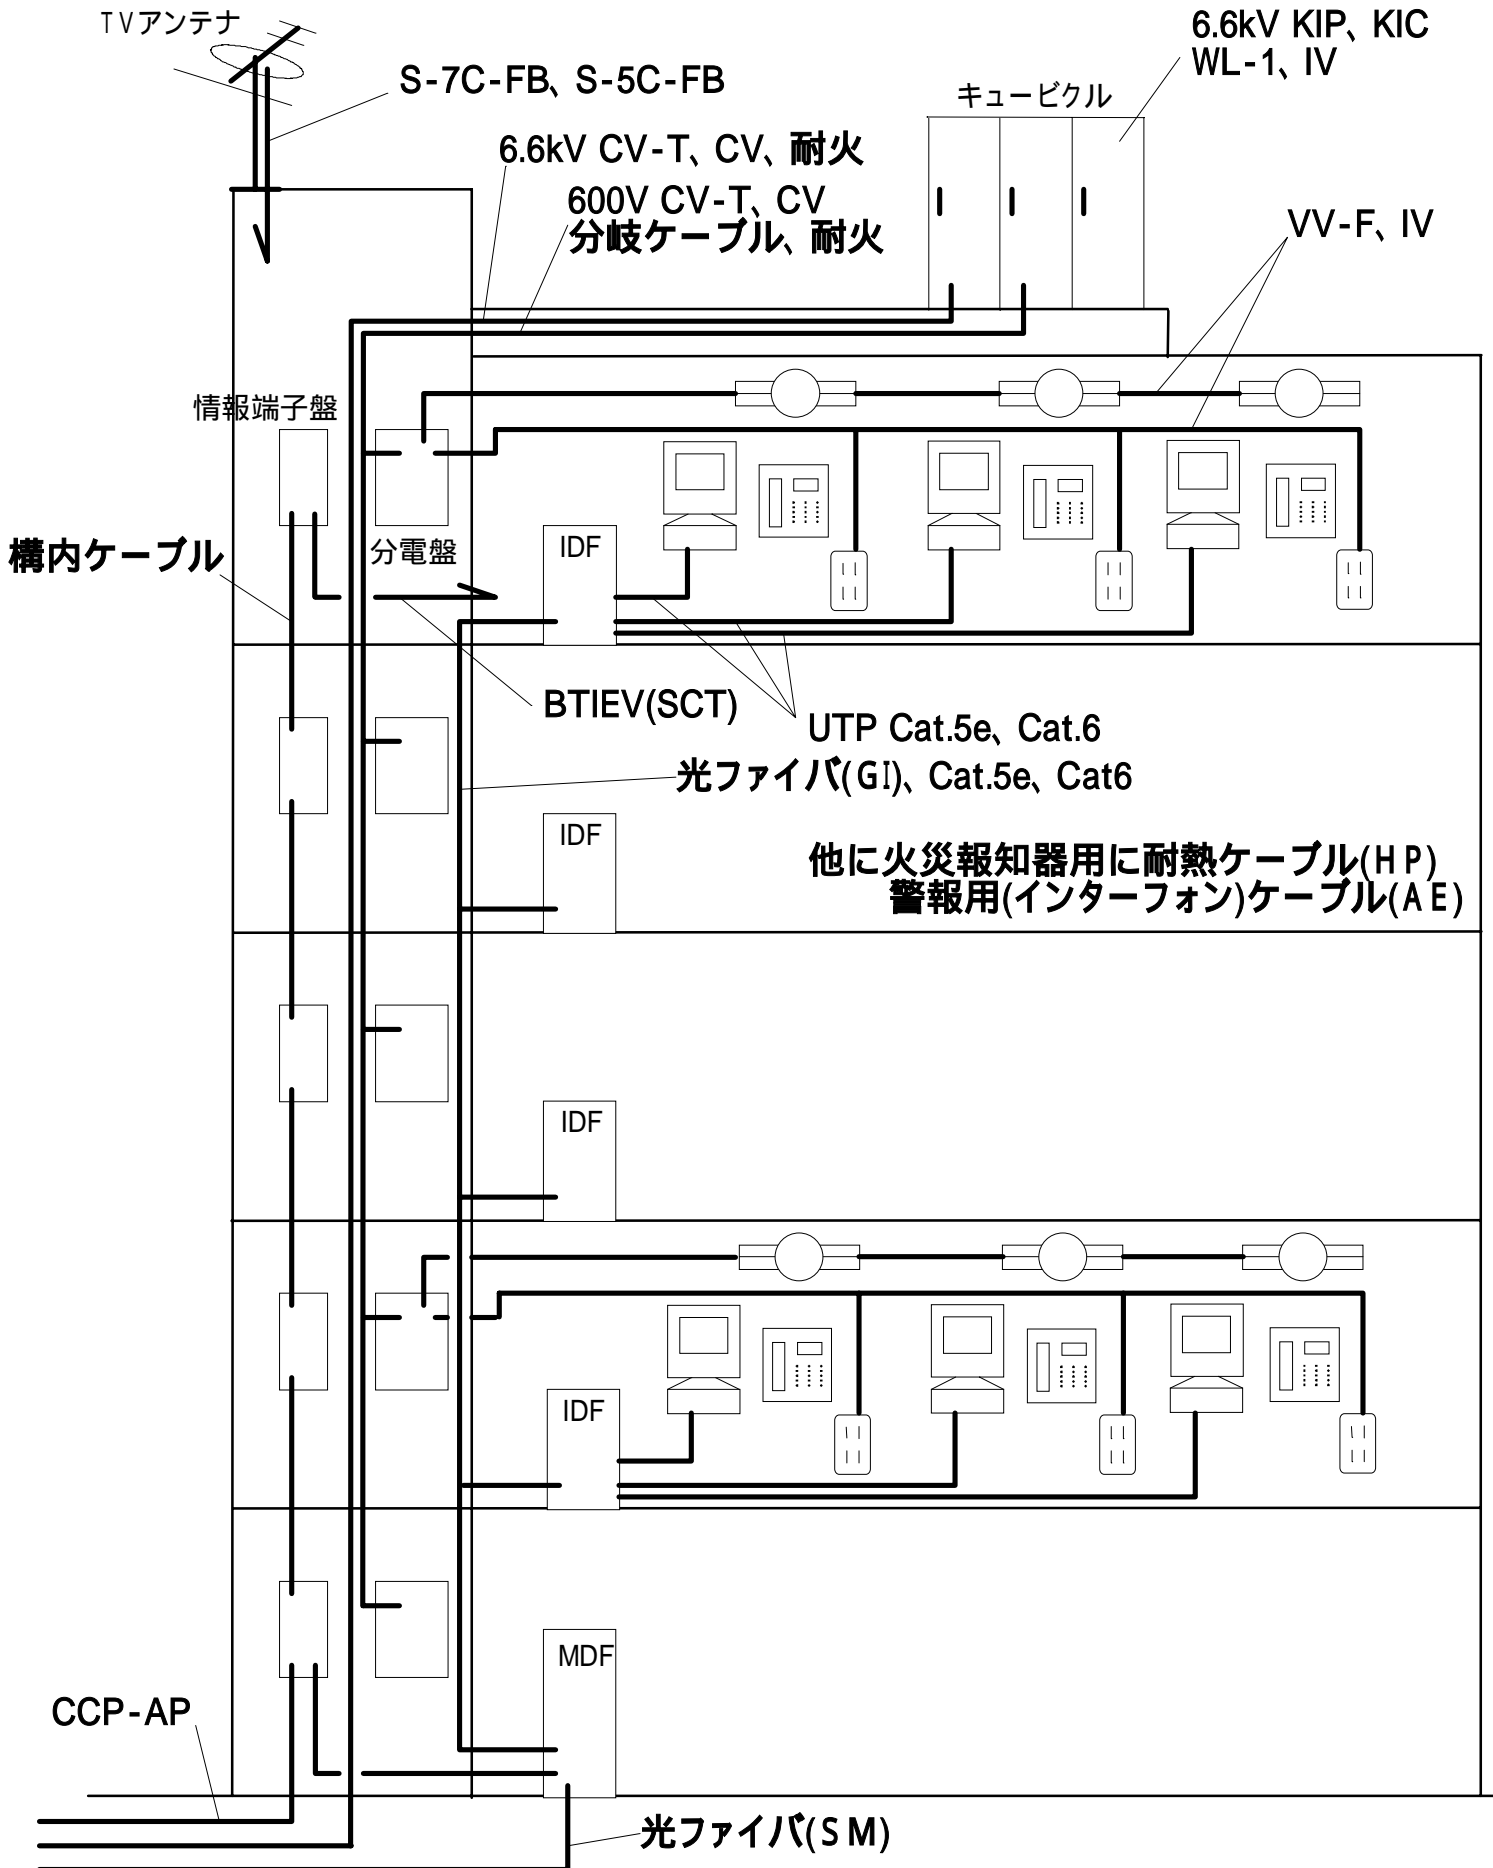 TVアンテナ
6.6kV KIP、KIC
WL-1、IV
S-7C-FB、S-5C-FB
キュービクル
6.6kV CV-T、CV、耐火
600V CV-T、CV
分岐ケーブル、耐火
VV-F、IV
情報端子盤
構内ケーブル
分電盤
IDF
BTIEV(SCT)
UTP Cat.5e、Cat.6
光ファイバ(GI)、Cat.5e、Cat6
IDF
他に火災報知器用に耐熱ケーブル(HP)
警報用(インターフォン)ケーブル(AE)
IDF
IDF
MDF
CCP-AP
光ファイバ(SM)